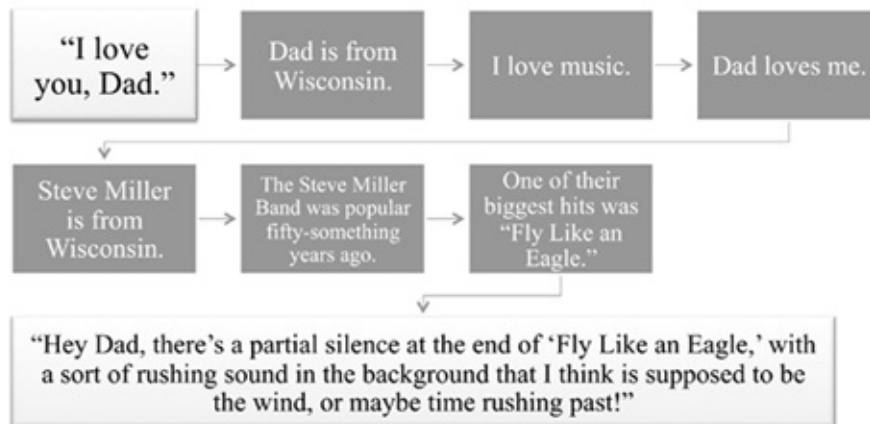 “I love
you, Dad.”
Dad is from
Wisconsin.
I love music.
Dad loves me.
Steve Miller
is from
Wisconsin.
The Steve Miller
Band was popular
fifty-something
years ago.
One of their
biggest hits was
“Fly Like an
Eagle.”
“Hey Dad, there’s a partial silence at the end of ‘Fly Like an Eagle,’ with
a sort of rushing sound in the background that I think is supposed to be
the wind, or maybe time rushing past!”